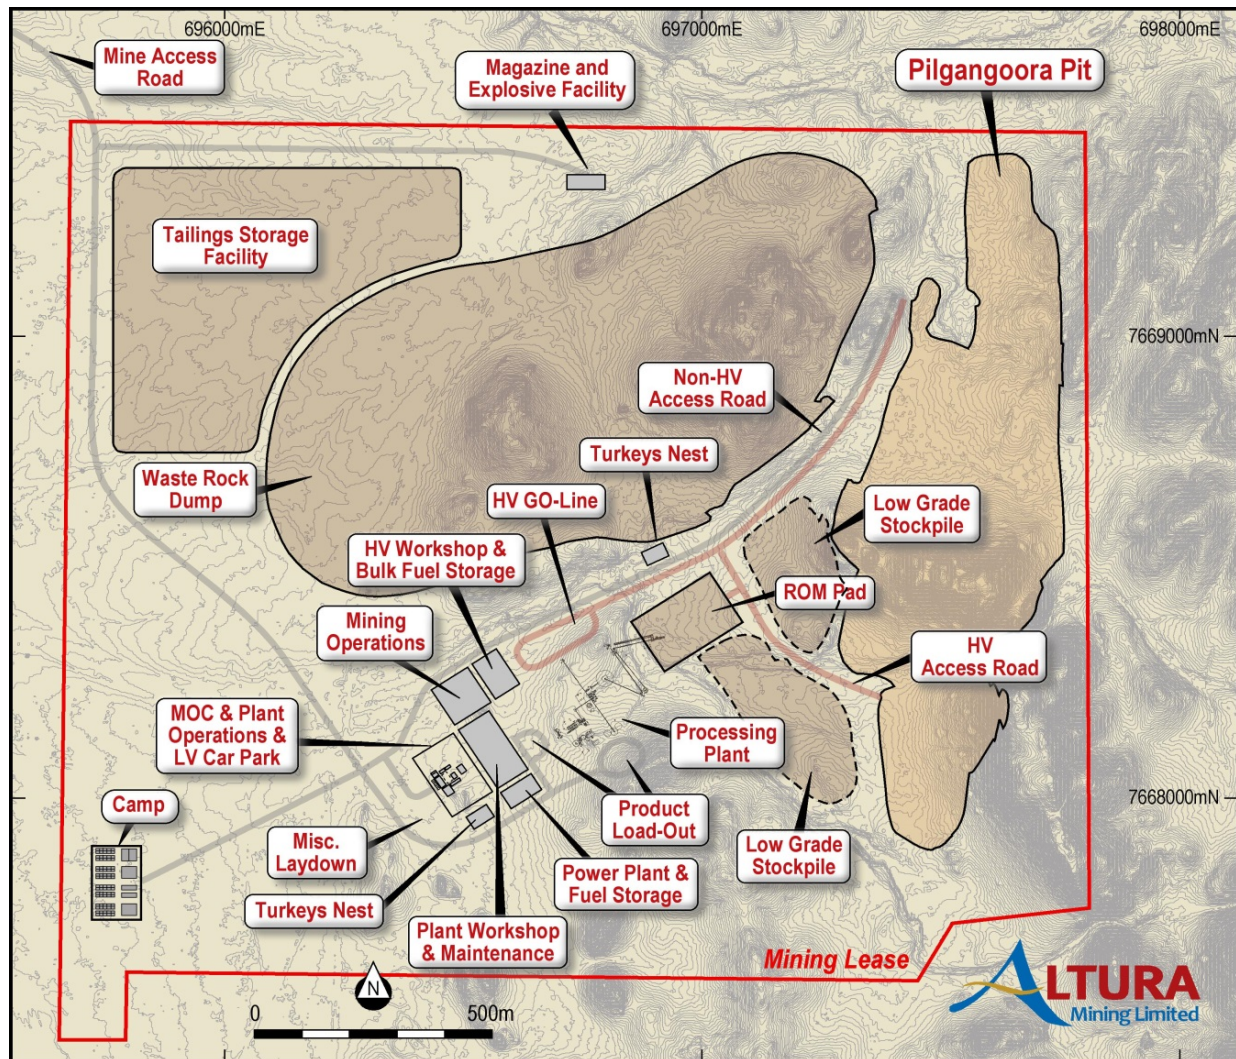 696000mE
697000mE
698000mE
Mine Access
Road
Magazine and
Explosive Facility
Pilgangoora Pit
Tailings Storage
Facility
7669000mN
Non-HV
Access Road
Turkeys Nest
Waste Rock
Dump
HV GO-Line
Low Grade
Stockpile
HV Workshop &
Bulk Fuel Storage
ROM Pad
Mining
Operations
HV
Access Road
MOC & Plant
Operations &
LV Car Park
Processing
Plant
Camp
Product
Load-Out
7668000mN
Misc.
Laydown
Low Grade
Stockpile
Power Plant &
Fuel Storage
Turkeys Nest
Plant Workshop
& Maintenance
Mining Lease
N
0
500m
ALTURA
Mining Limited